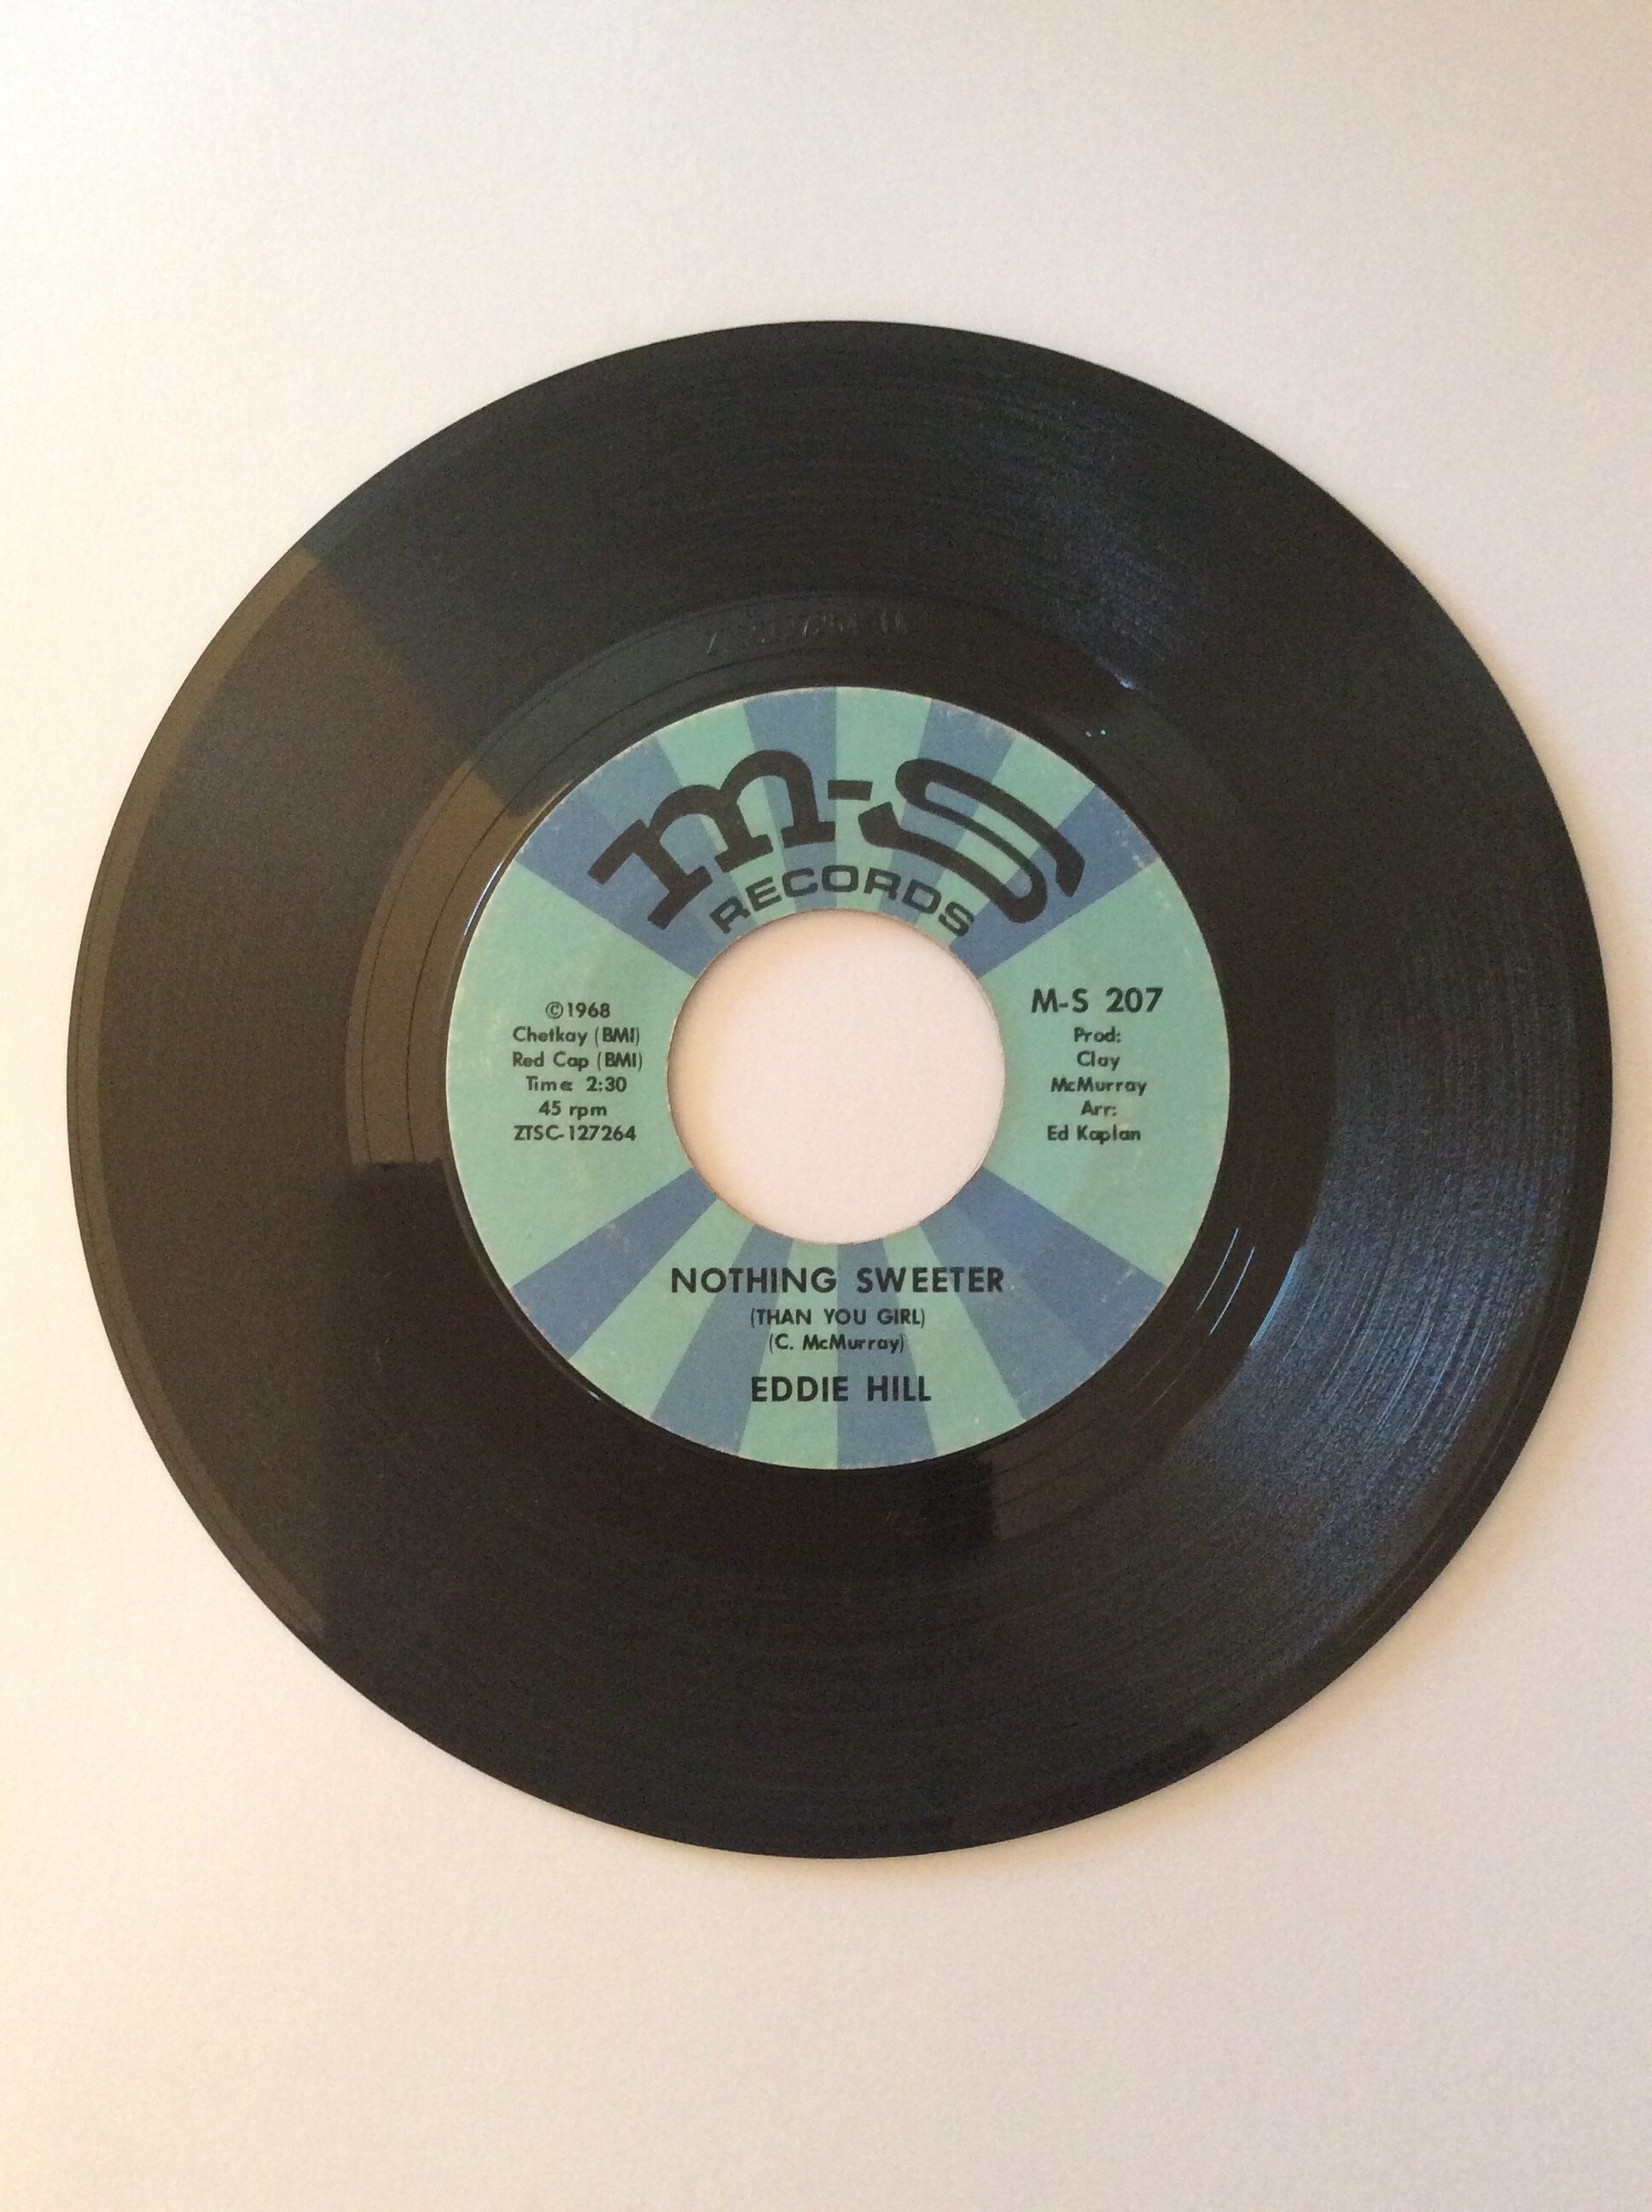 M-S
RECORDS
©1968
Chetkay (BMI)
Red Cap (BMI)
Time: 2:30
45 rpm
ZTSC-127264
M-S 207
Prod:
Clay
McMurray
Arr:
Ed Kaplan
NOTHING SWEETER
(THAN YOU GIRL)
(C. McMurray)
EDDIE HILL